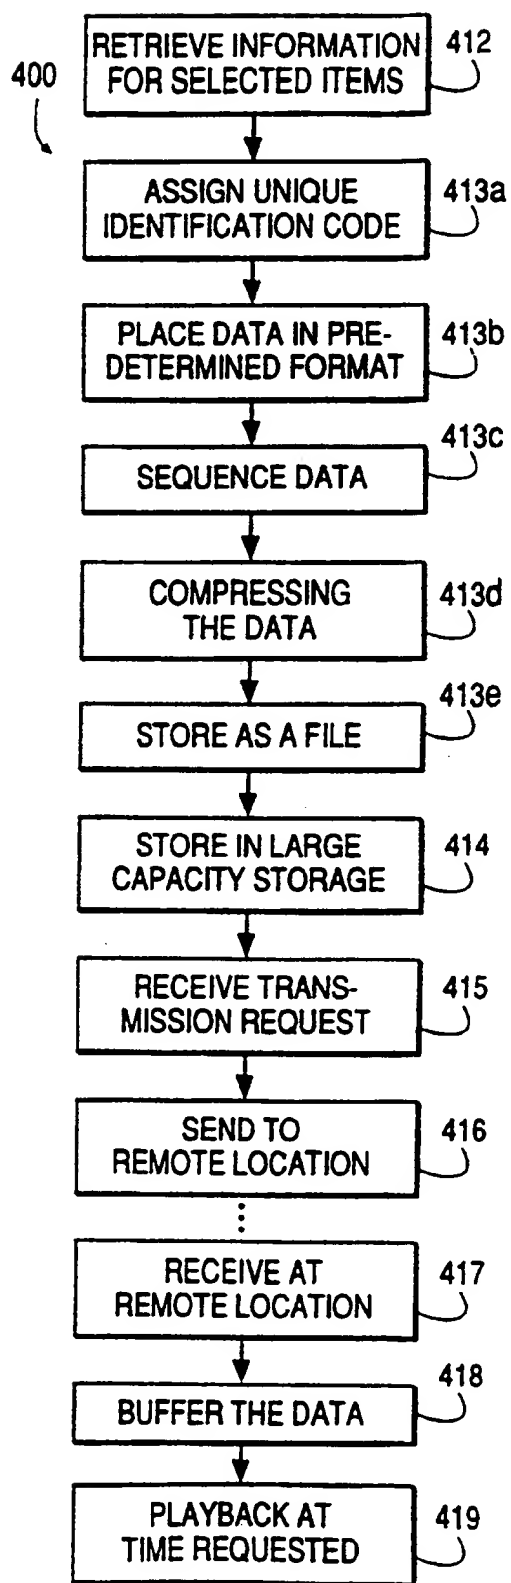 400
RETRIEVE INFORMATION
FOR SELECTED ITEMS
412
ASSIGN UNIQUE
IDENTIFICATION CODE
413a
PLACE DATA IN PRE-
DETERMINED FORMAT
413b
SEQUENCE DATA
413c
COMPRESSING
THE DATA
413d
STORE AS A FILE
413e
STORE IN LARGE
CAPACITY STORAGE
414
RECEIVE TRANS-
MISSION REQUEST
415
SEND TO
REMOTE LOCATION
416
RECEIVE AT
REMOTE LOCATION
417
BUFFER THE DATA
418
PLAYBACK AT
TIME REQUESTED
419